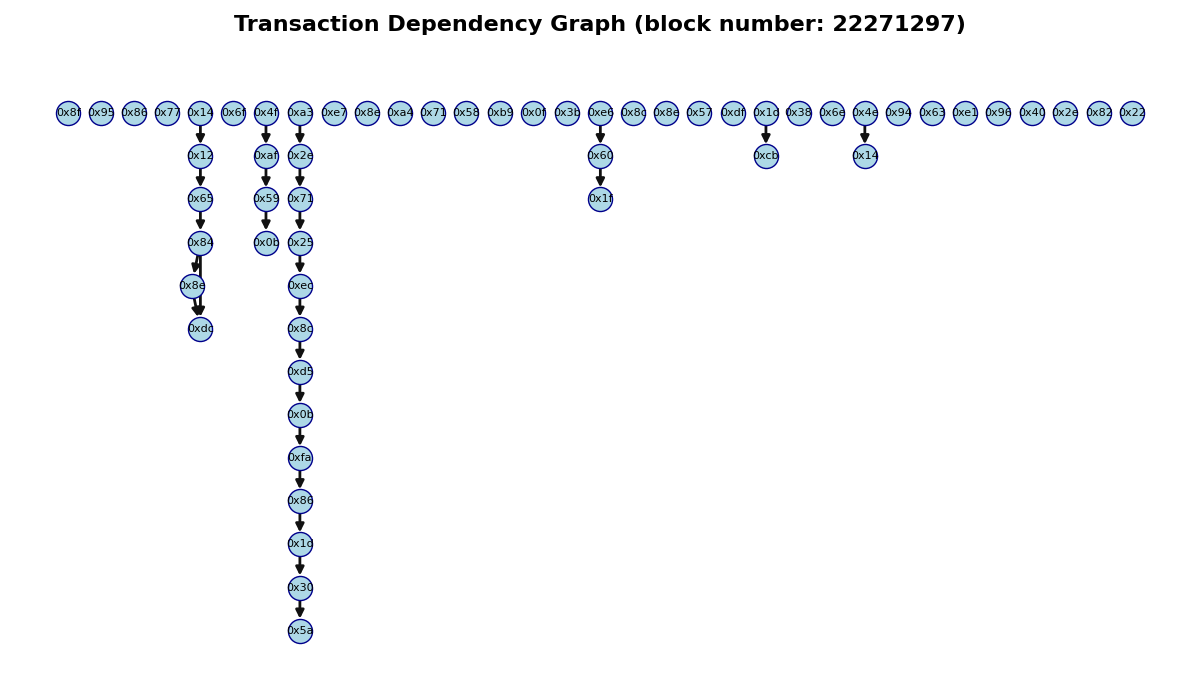 Transaction Dependency Graph (block number: 22271297)
0x8f 0x95 0x86 0x77 0x14 0x6f 0x4f 0xa3 0xe7 0x8e 0xa4 0x71 0x58 0xb9 0x0f 0x3b 0xe6 0x8c 0x8e 0x57 0xdf 0x1d 0x38 0x6e 0x4e 0x94 0x63 0xe1 0x96 0x40 0x2e 0x82 0x22
0x12 0xaf 0x2e 0x60 0xcb 0x14
0x65 0x59 0x71 0x1f
0x84 0x0b 0x25
0x8e 0xec
0xdc 0x8c
0xd5
0x0b
0xfa
0x86
0x1d
0x30
0x5a